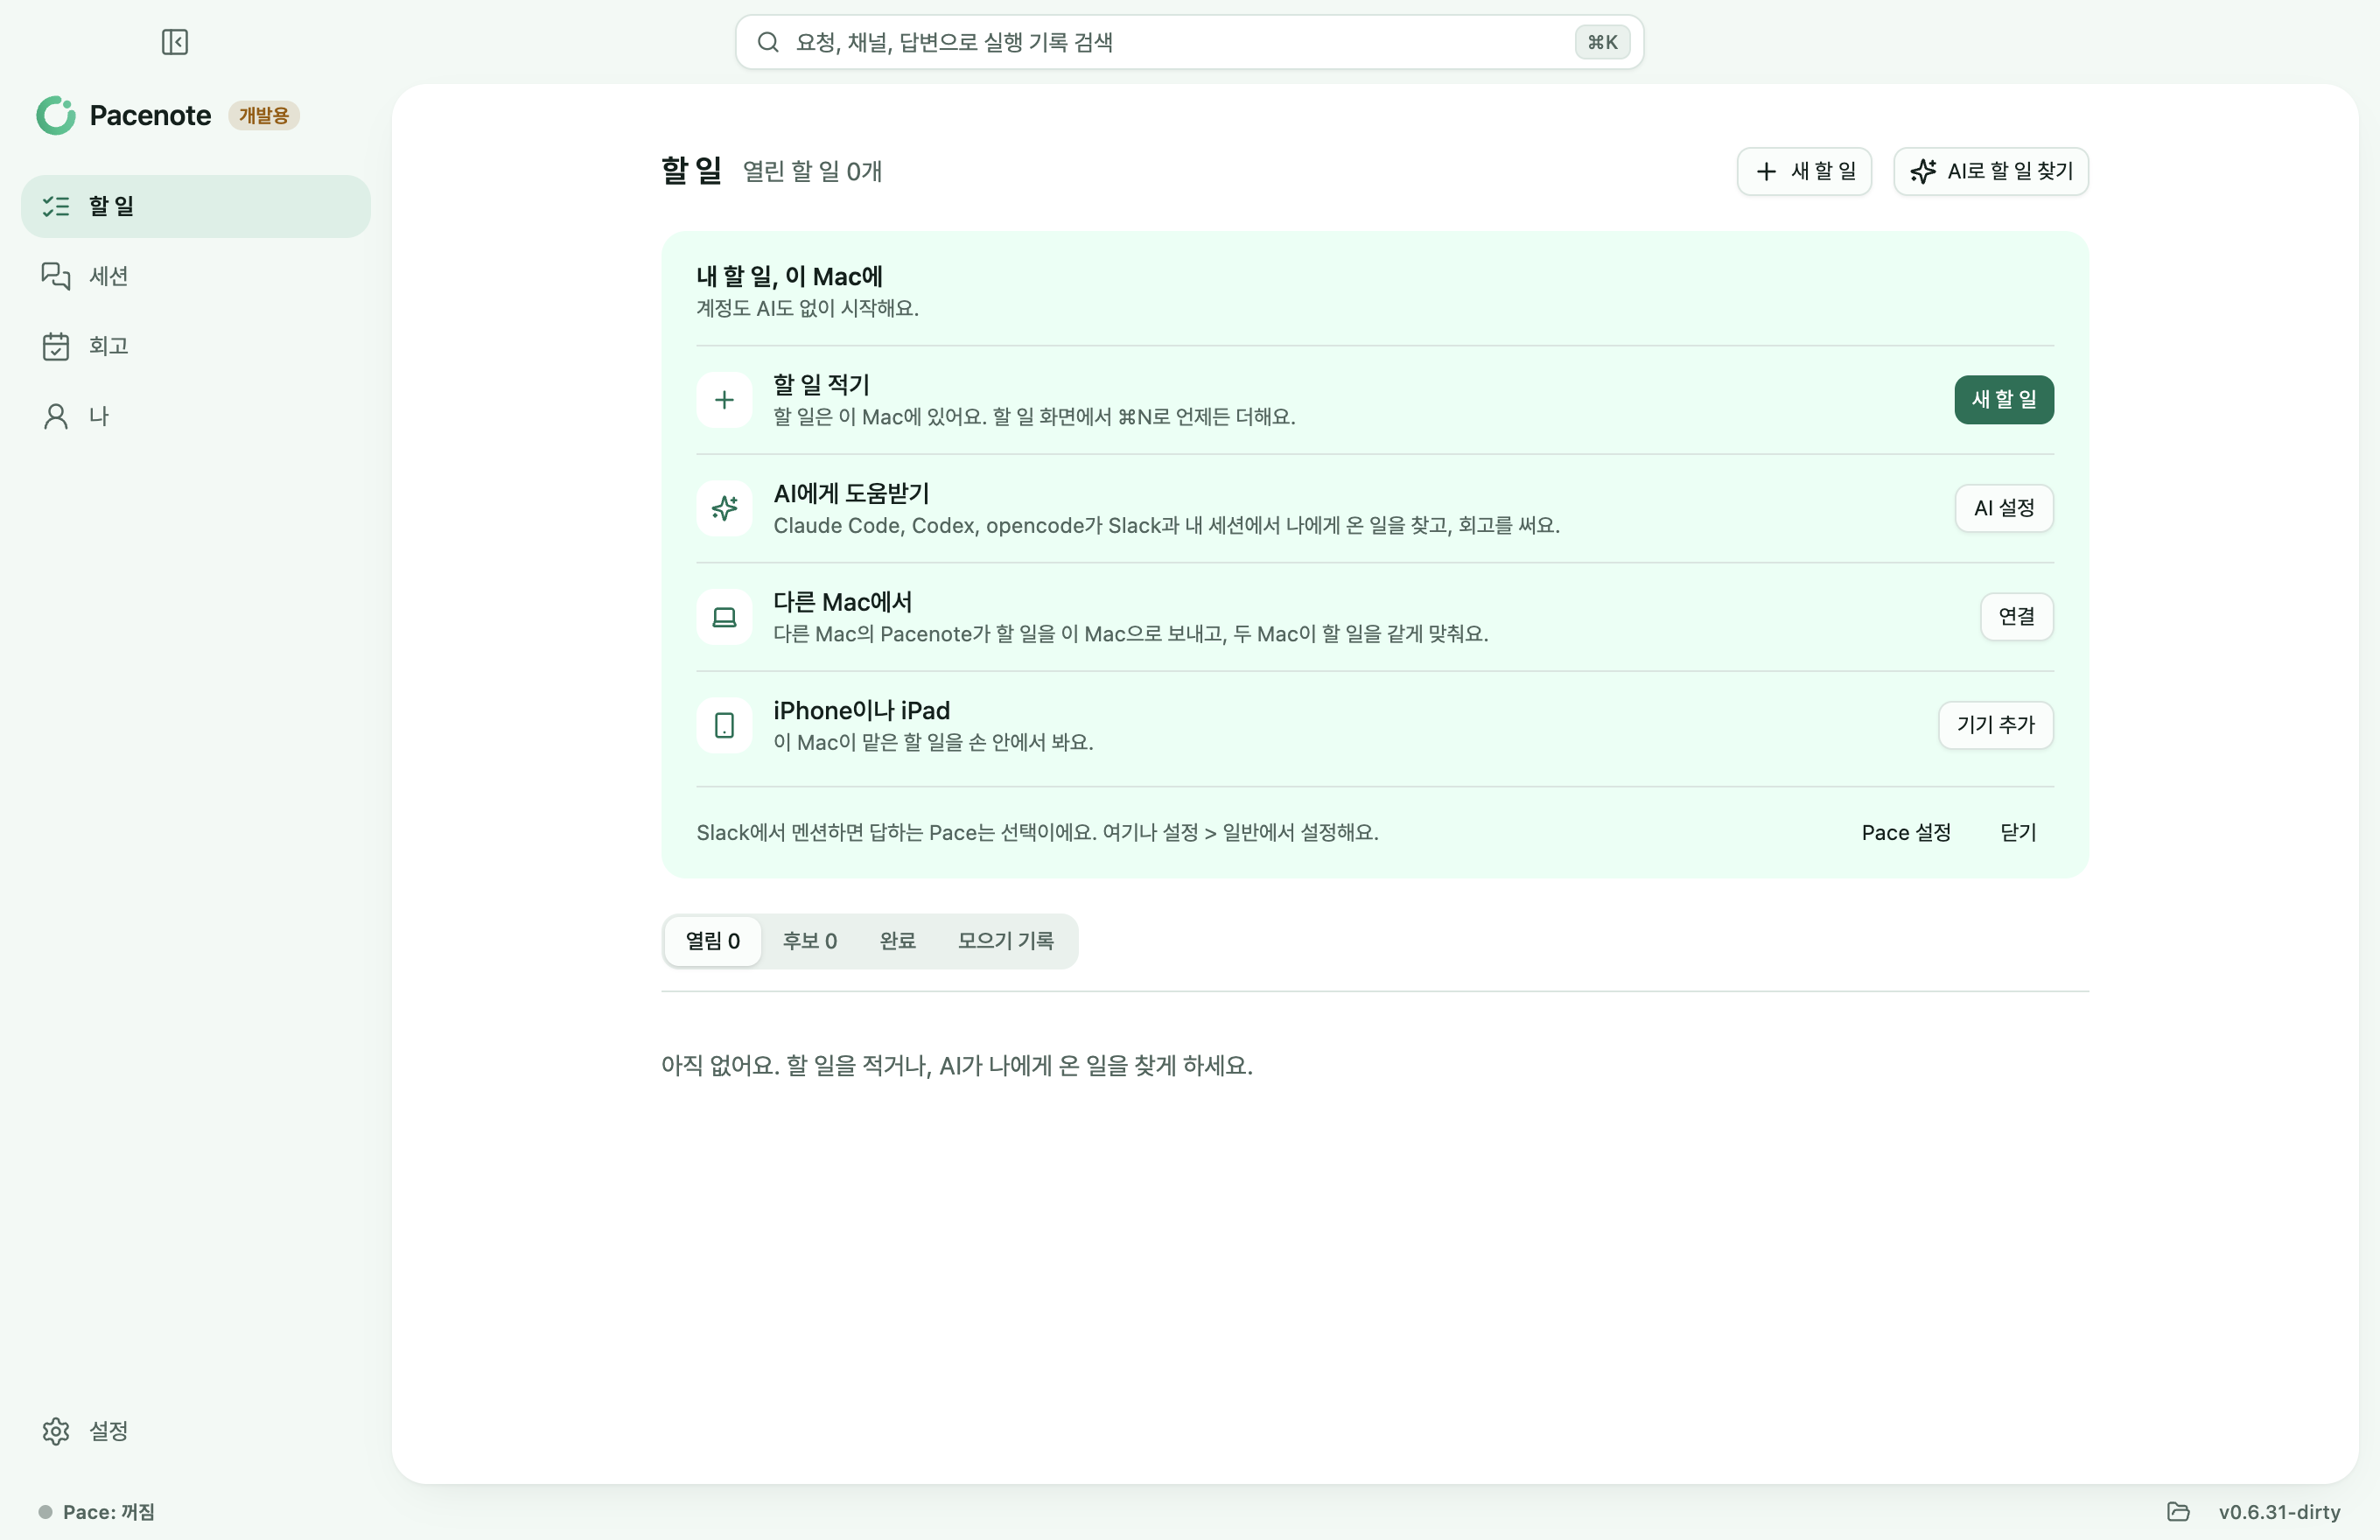 요청, 채널, 답변으로 실행 기록 검색
⌘K
Pacenote
개발용
할 일
세션
회고
나
할 일
열린 할 일 0개
새 할 일
AI로 할 일 찾기
내 할 일, 이 Mac에
계정도 AI도 없이 시작해요.
할 일 적기
할 일은 이 Mac에 있어요. 할 일 화면에서 ⌘N로 언제든 더해요.
새 할 일
AI에게 도움받기
Claude Code, Codex, opencode가 Slack과 내 세션에서 나에게 온 일을 찾고, 회고를 써요.
AI 설정
다른 Mac에서
다른 Mac의 Pacenote가 할 일을 이 Mac으로 보내고, 두 Mac이 할 일을 같게 맞춰요.
연결
iPhone이나 iPad
이 Mac이 맡은 할 일을 손 안에서 봐요.
기기 추가
Slack에서 멘션하면 답하는 Pace는 선택이에요. 여기나 설정 > 일반에서 설정해요.
Pace 설정
닫기
열림 0
후보 0
완료
모으기 기록
아직 없어요. 할 일을 적거나, AI가 나에게 온 일을 찾게 하세요.
설정
Pace: 꺼짐
v0.6.31-dirty